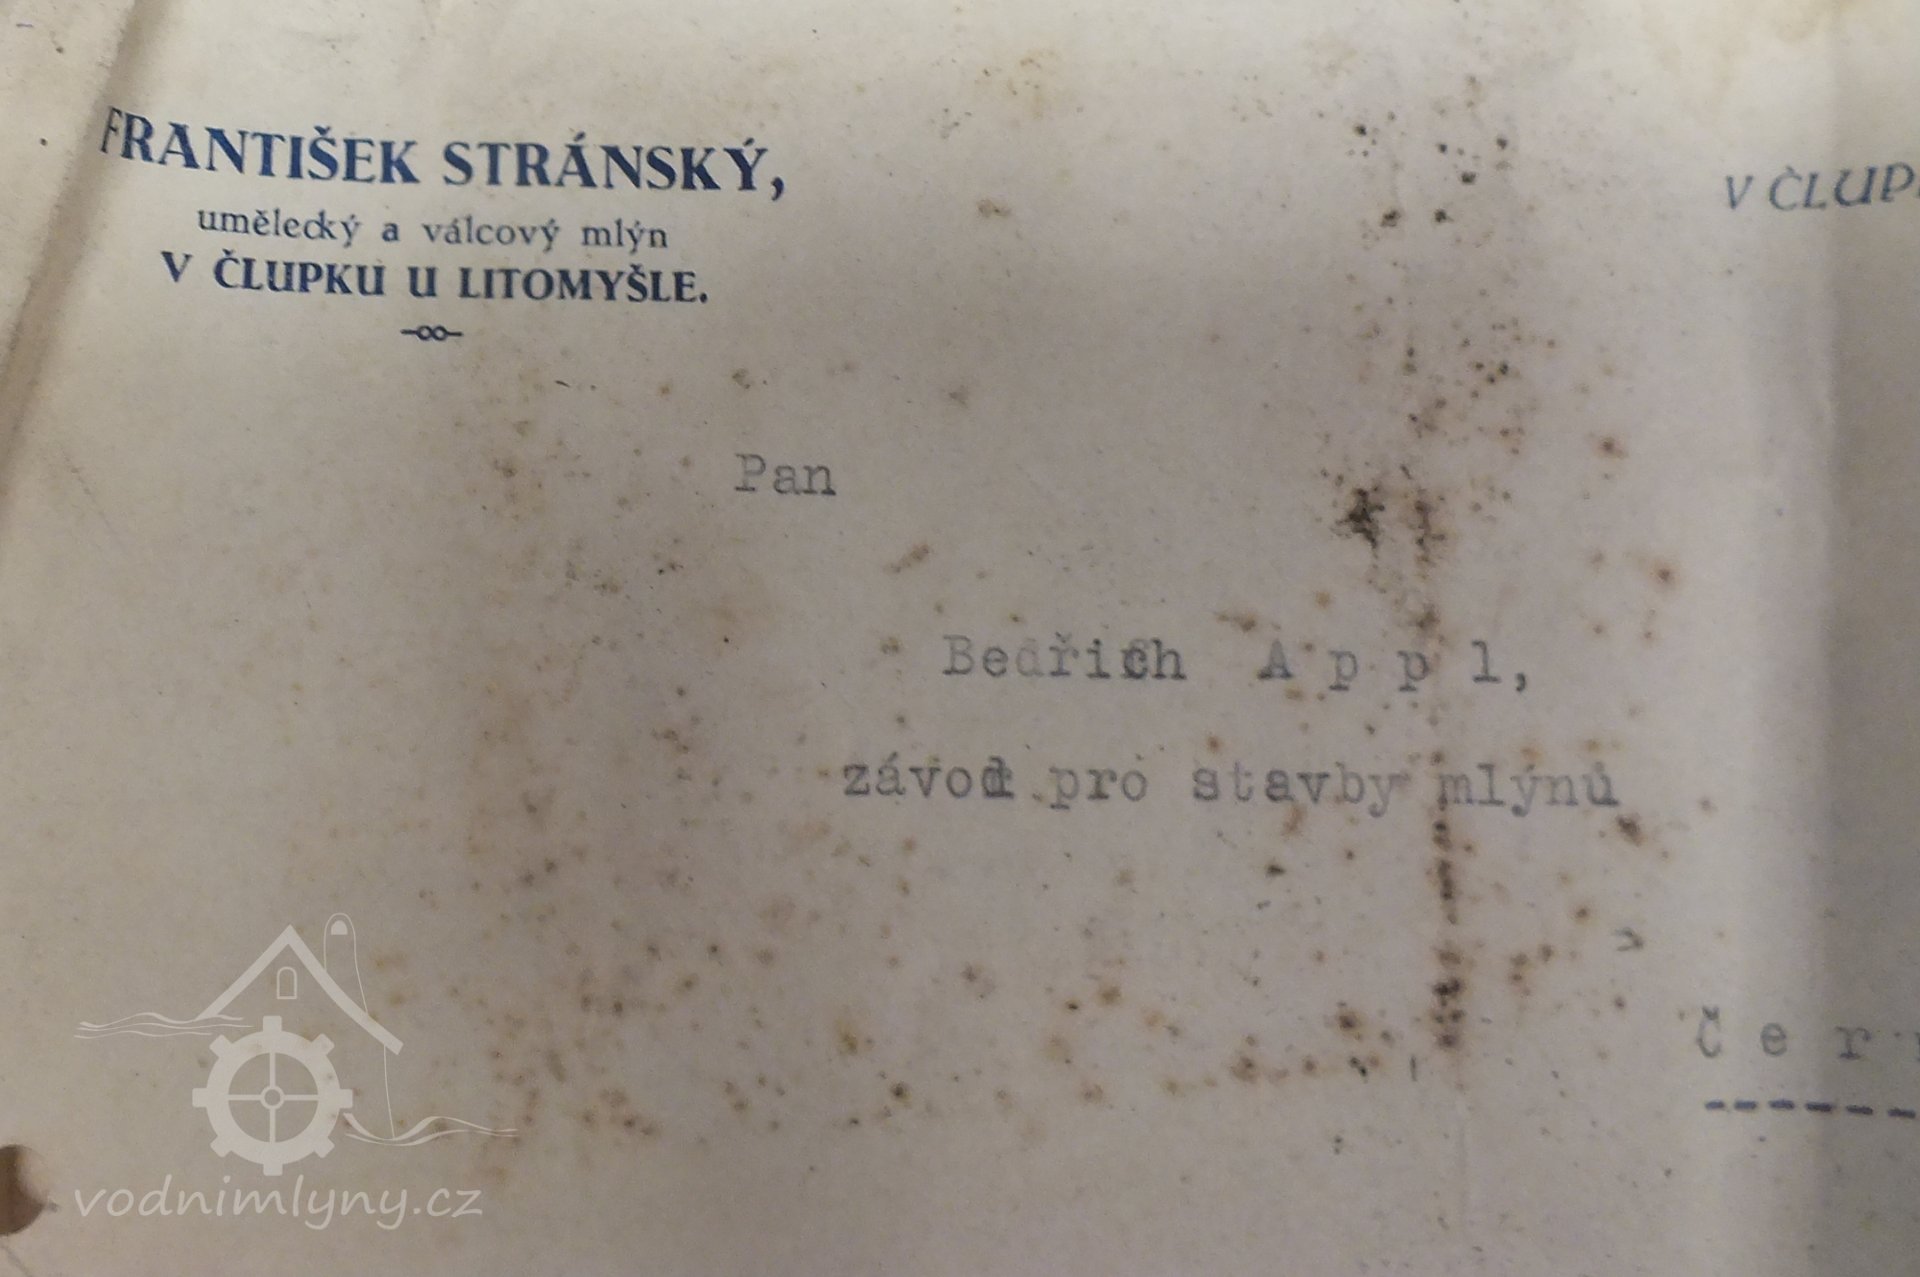 FRANTIŠEK STRÁNSKÝ,
umělecký a válcový mlýn
V ČLUPKU U LITOMYŠLE.
V ČLUP
Pan
Bedřich A p p l,
závod pro stavby mlýnů
Č e r
vodnimlyny.cz